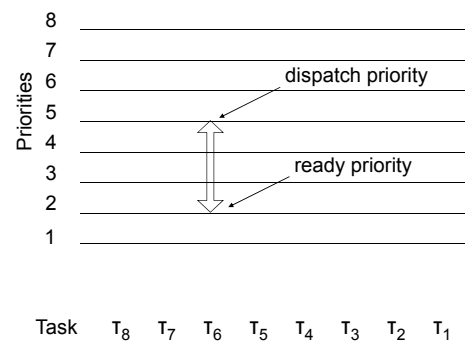 8
7
6
dispatch priority
5
Priorities
4
ready priority
3
2
1
Task τ₈ τ₇ τ₆ τ₅ τ₄ τ₃ τ₂ τ₁